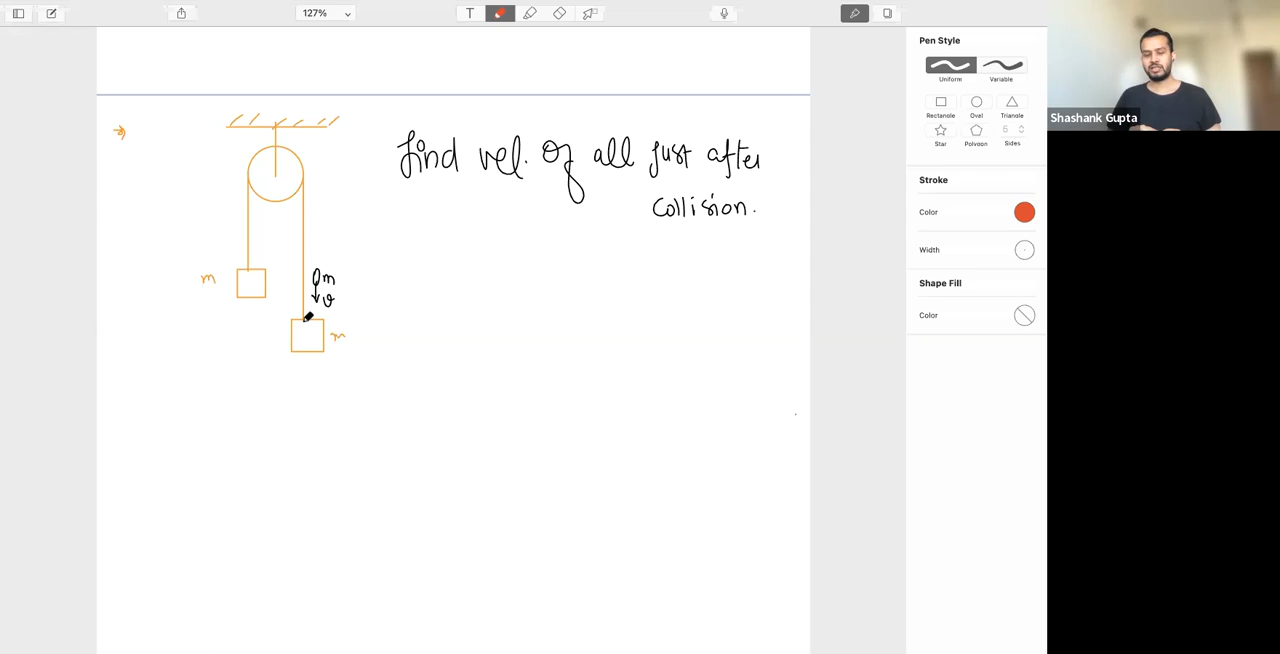 127%
T
Pen Style
Uniform
Variable
Rectangle
Oval
Triangle
Star
Polygon
5
Sides
Stroke
Color
Width
Shape Fill
Color
Shashank Gupta
find vel. of all just after
collision.
m
m
v
m